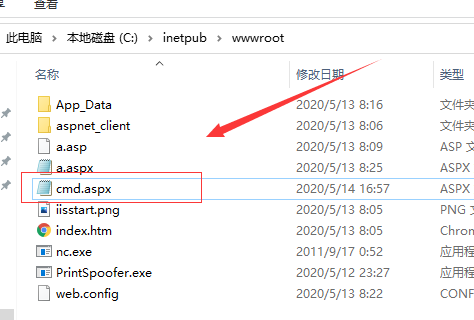 享 查看
此电脑 > 本地磁盘 (C:) > inetpub > wwwroot
名称 修改日期 类型
App_Data 2020/5/13 8:16 文件夹
aspnet_client 2020/5/13 8:06 文件夹
a.asp 2020/5/13 8:09 ASP 文
a.aspx 2020/5/13 8:25 ASPX
cmd.aspx 2020/5/14 16:57 ASPX
iisstart.png 2020/5/13 8:05 PNG 文
index.htm 2020/5/13 8:05 Chrom
nc.exe 2011/9/17 0:52 应用程
PrintSpoofer.exe 2020/5/12 23:27 应用程
web.config 2020/5/13 8:22 CONF